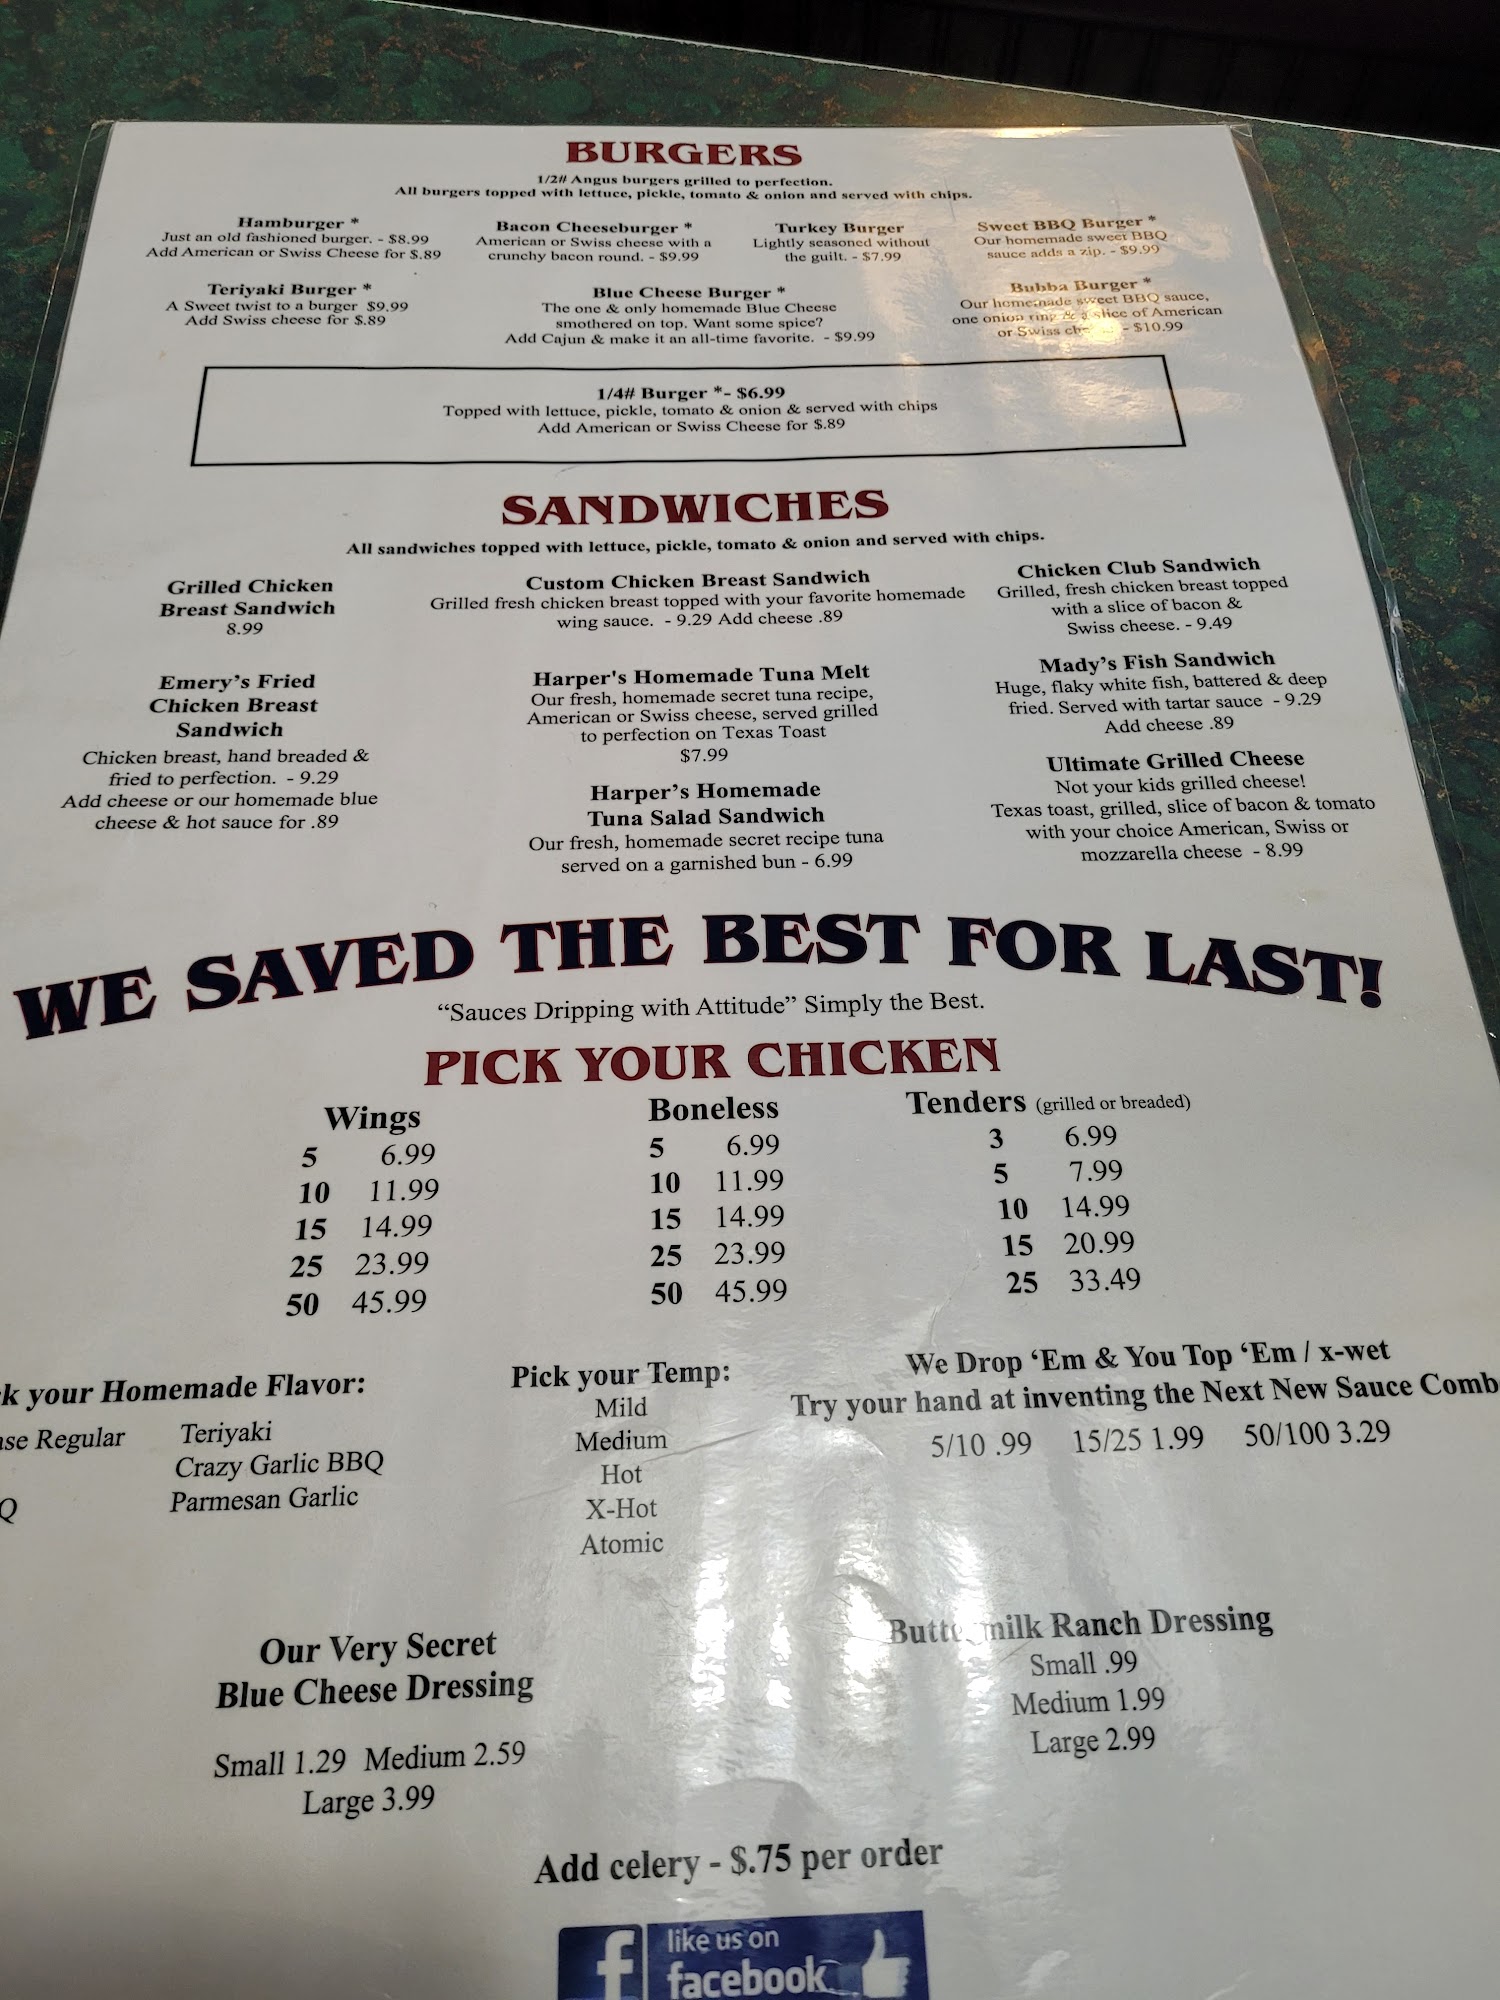 BURGERS
1/2# Angus burgers grilled to perfection.
All burgers topped with lettuce, pickle, tomato & onion and served with chips.
Hamburger *
Just an old fashioned burger. - $8.99
Add American or Swiss Cheese for $.89
Bacon Cheeseburger *
American or Swiss cheese with a
crunchy bacon round. - $9.99
Turkey Burger
Lightly seasoned without
the guilt. - $7.99
Sweet BBQ Burger *
Our homemade sweet BBQ
sauce adds a zip. - $9.99
Teriyaki Burger *
A Sweet twist to a burger $9.99
Add Swiss cheese for $.89
Blue Cheese Burger *
The one & only homemade Blue Cheese
smothered on top. Want some spice?
Add Cajun & make it an all-time favorite. - $9.99
Bubba Burger *
Our homemade sweet BBQ sauce,
one onion ring & a slice of American
or Swiss - $10.99
1/4# Burger *- $6.99
Topped with lettuce, pickle, tomato & onion & served with chips
Add American or Swiss Cheese for $.89
SANDWICHES
All sandwiches topped with lettuce, pickle, tomato & onion and served with chips.
Grilled Chicken
Breast Sandwich
8.99
Custom Chicken Breast Sandwich
Grilled fresh chicken breast topped with your favorite homemade
wing sauce. - 9.29 Add cheese .89
Chicken Club Sandwich
Grilled, fresh chicken breast topped
with a slice of bacon &
Swiss cheese. - 9.49
Emery's Fried
Chicken Breast
Sandwich
Chicken breast, hand breaded &
fried to perfection. - 9.29
Add cheese or our homemade blue
cheese & hot sauce for .89
Harper's Homemade Tuna Melt
Our fresh, homemade secret tuna recipe,
American or Swiss cheese, served grilled
to perfection on Texas Toast
$7.99
Harper's Homemade
Tuna Salad Sandwich
Our fresh, homemade secret recipe tuna
served on a garnished bun - 6.99
Mady's Fish Sandwich
Huge, flaky white fish, battered & deep
fried. Served with tartar sauce - 9.29
Add cheese .89
Ultimate Grilled Cheese
Not your kids grilled cheese!
Texas toast, grilled, slice of bacon & tomato
with your choice American, Swiss or
mozzarella cheese - 8.99
WE SAVED THE BEST FOR LAST!
“Sauces Dripping with Attitude” Simply the Best.
PICK YOUR CHICKEN
Wings
5 6.99
10 11.99
15 14.99
25 23.99
50 45.99
Boneless
5 6.99
10 11.99
15 14.99
25 23.99
50 45.99
Tenders (grilled or breaded)
3 6.99
5 7.99
10 14.99
15 20.99
25 33.49
your Homemade Flavor:
Regular
Teriyaki
Crazy Garlic BBQ
Parmesan Garlic
Pick your Temp:
Mild
Medium
Hot
X-Hot
Atomic
We Drop ‘Em & You Top ‘Em / x-wet
Try your hand at inventing the Next New Sauce
5/10 .99 15/25 1.99 50/100 3.29
Our Very Secret
Blue Cheese Dressing
Small 1.29 Medium 2.59
Large 3.99
Buttermilk Ranch Dressing
Small .99
Medium 1.99
Large 2.99
Add celery - $.75 per order
f
like us on
facebook